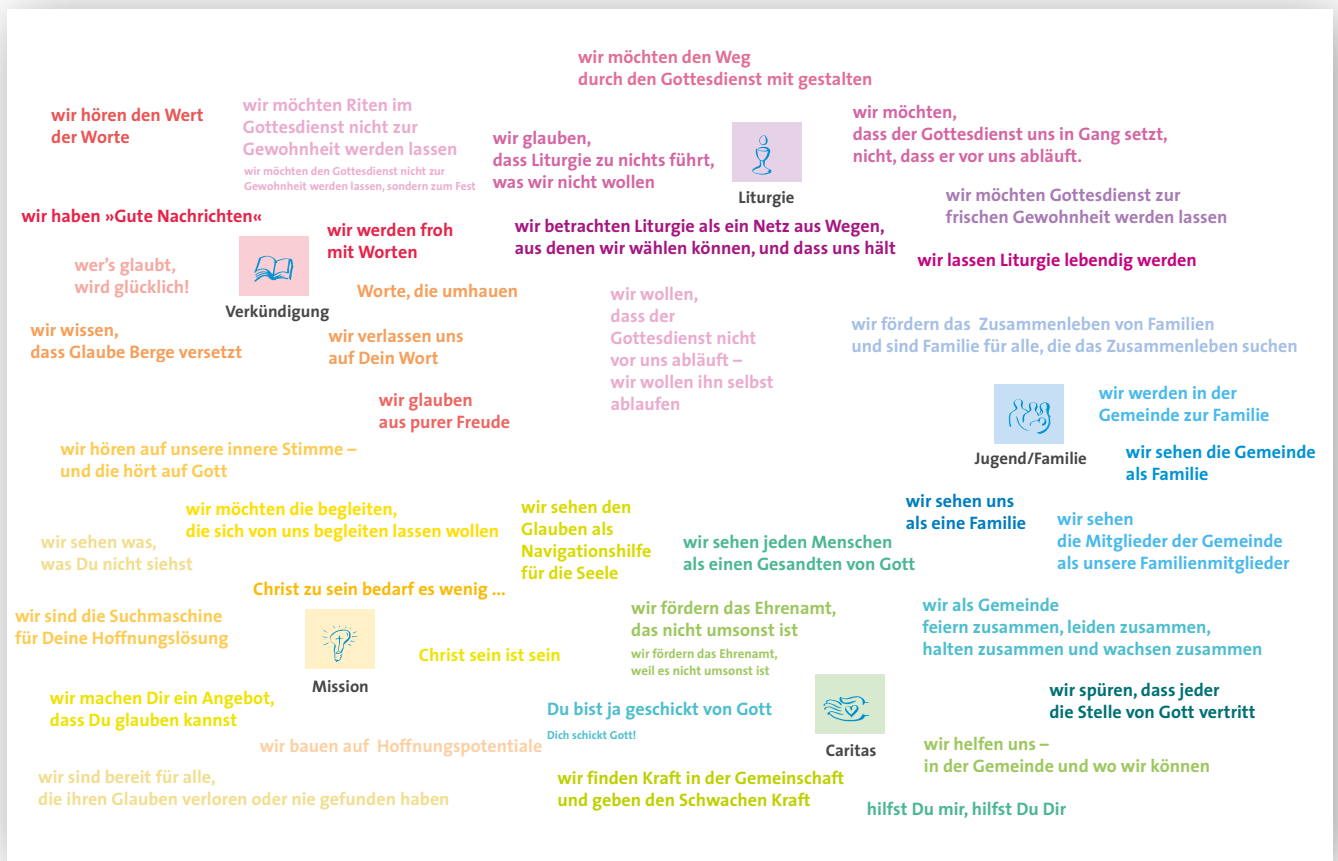 wir möchten den Weg
durch den Gottesdienst mit gestalten
wir hören den Wert
der Worte
wir möchten Riten im
Gottesdienst nicht zur
Gewohnheit werden lassen
wir möchten den Gottesdienst nicht zur
Gewohnheit werden lassen, sondern zum Fest
wir glauben,
dass Liturgie zu nichts führt,
was wir nicht wollen
Liturgie
wir möchten,
dass der Gottesdienst uns in Gang setzt,
nicht, dass er vor uns abläuft.
wir möchten Gottesdienst zur
frischen Gewohnheit werden lassen
wir haben »Gute Nachrichten«
wir werden froh
mit Worten
wir betrachten Liturgie als ein Netz aus Wegen,
aus denen wir wählen können, und dass uns hält
wir lassen Liturgie lebendig werden
wer's glaubt,
wird glücklich!
Verkündigung
Worte, die umhauen
wir wissen,
dass Glaube Berge versetzt
wir verlassen uns
auf Dein Wort
wir wollen,
dass der
Gottesdienst nicht
vor uns abläuft –
wir wollen ihn selbst
ablaufen
wir fördern das Zusammenleben von Familien
und sind Familie für alle, die das Zusammenleben suchen
wir glauben
aus purer Freude
Jugend/Familie
wir werden in der
Gemeinde zur Familie
wir sehen die Gemeinde
als Familie
wir hören auf unsere innere Stimme –
und die hört auf Gott
wir möchten die begleiten,
die sich von uns begleiten lassen wollen
wir sehen den
Glauben als
Navigationshilfe
für die Seele
wir sehen uns
als eine Familie
wir sehen
die Mitglieder der Gemeinde
als unsere Familienmitglieder
wir sehen was,
was Du nicht siehst
wir sehen jeden Menschen
als einen Gesandten von Gott
Christ zu sein bedarf es wenig ...
wir sind die Suchmaschine
für Deine Hoffnungslösung
Mission
Christ sein ist sein
wir fördern das Ehrenamt,
das nicht umsonst ist
wir fördern das Ehrenamt,
weil es nicht umsonst ist
wir als Gemeinde
feiern zusammen, leiden zusammen,
halten zusammen und wachsen zusammen
wir machen Dir ein Angebot,
dass Du glauben kannst
Du bist ja geschickt von Gott
Dich schickt Gott!
Caritas
wir spüren, dass jeder
die Stelle von Gott vertritt
wir bauen auf Hoffnungspotentiale
wir helfen uns –
in der Gemeinde und wo wir können
wir sind bereit für alle,
die ihren Glauben verloren oder nie gefunden haben
wir finden Kraft in der Gemeinschaft
und geben den Schwachen Kraft
hilfst Du mir, hilfst Du Dir